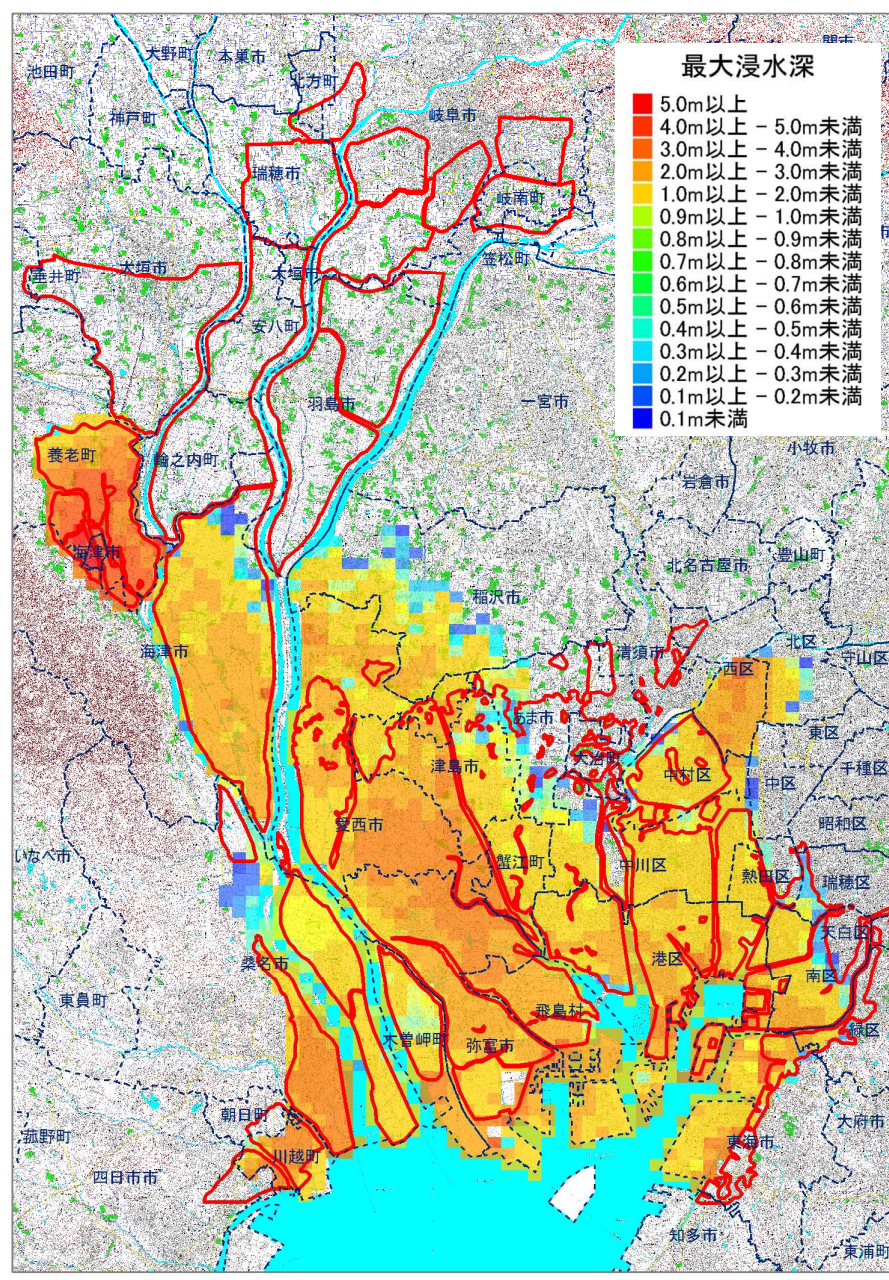 最大浸水深
5.0m以上
4.0m以上 - 5.0m未満
3.0m以上 - 4.0m未満
2.0m以上 - 3.0m未満
1.0m以上 - 2.0m未満
0.9m以上 - 1.0m未満
0.8m以上 - 0.9m未満
0.7m以上 - 0.8m未満
0.6m以上 - 0.7m未満
0.5m以上 - 0.6m未満
0.4m以上 - 0.5m未満
0.3m以上 - 0.4m未満
0.2m以上 - 0.3m未満
0.1m以上 - 0.2m未満
0.1m未満
大野町
本巣市
池田町
北方町
神戸町
岐阜市
瑞穂市
岐南町
笠松町
垂井町
大垣市
大垣市
安八町
羽島市
一宮市
小牧市
養老町
輪之内町
岩倉市
海津市
豊山町
北名古屋市
稲沢市
海津市
清須市
北区
守山区
西区
あま市
東区
津島市
大治町
中村区
中区
千種区
愛西市
昭和区
いなべ市
蟹江町
中川区
熱田区
瑞穂区
天白区
桑名市
港区
南区
東員町
飛島村
緑区
木曽岬町
弥富市
朝日町
大府市
菰野町
川越町
東海市
四日市市
知多市
東浦町